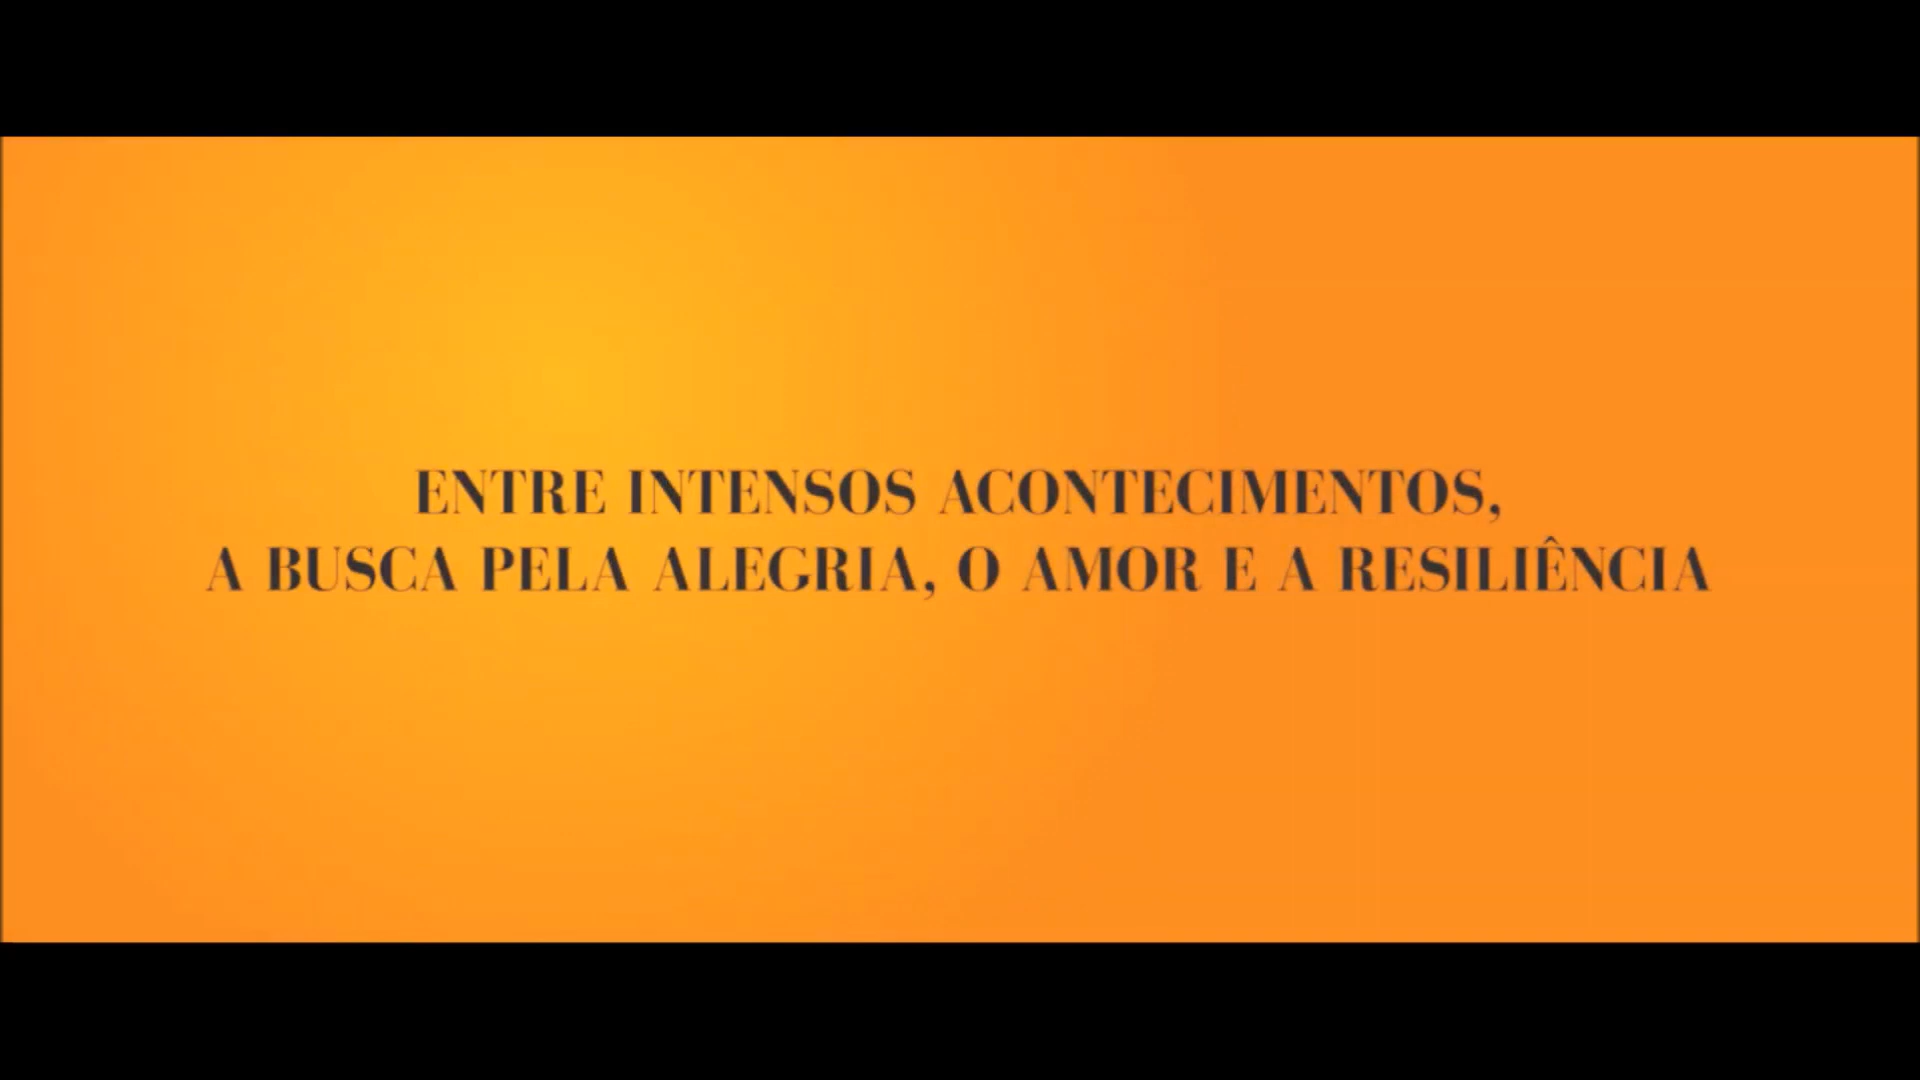 ENTRE INTENSOS ACONTECIMENTOS,
A BUSCA PELA ALEGRIA, O AMOR E A RESILIÊNCIA